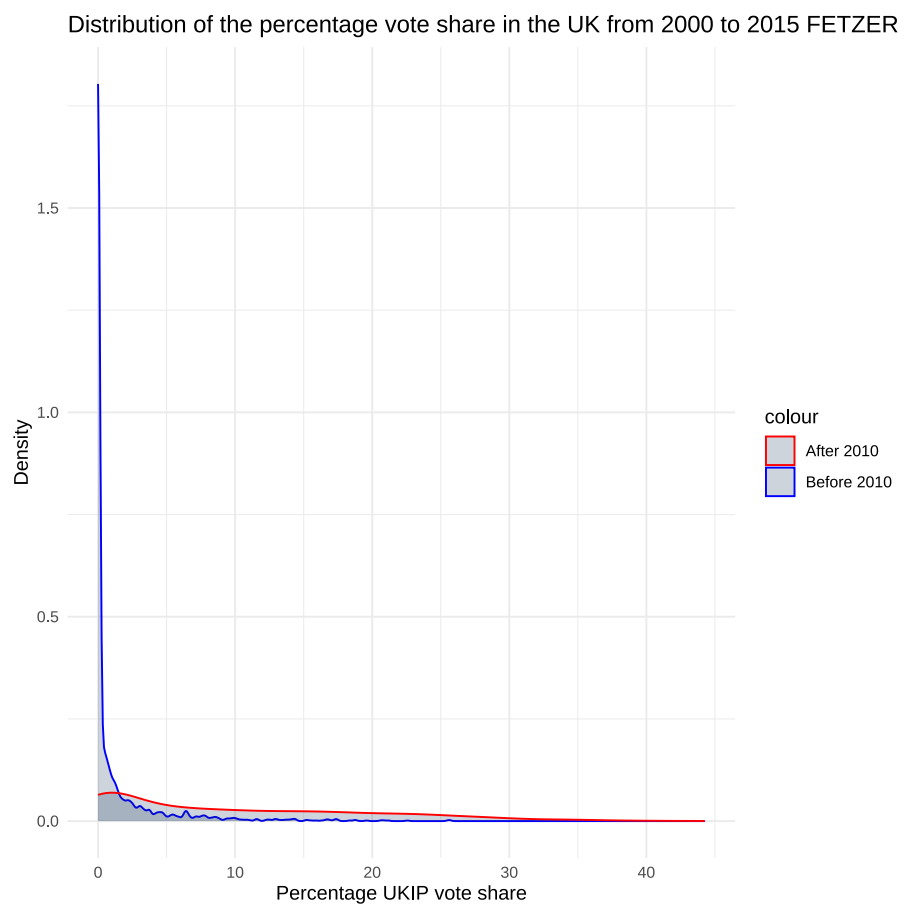 Distribution of the percentage vote share in the UK from 2000 to 2015 FETZER
1.5
1.0
0.5
0.0
Density
0 10 20 30 40
Percentage UKIP vote share
colour
After 2010
Before 2010